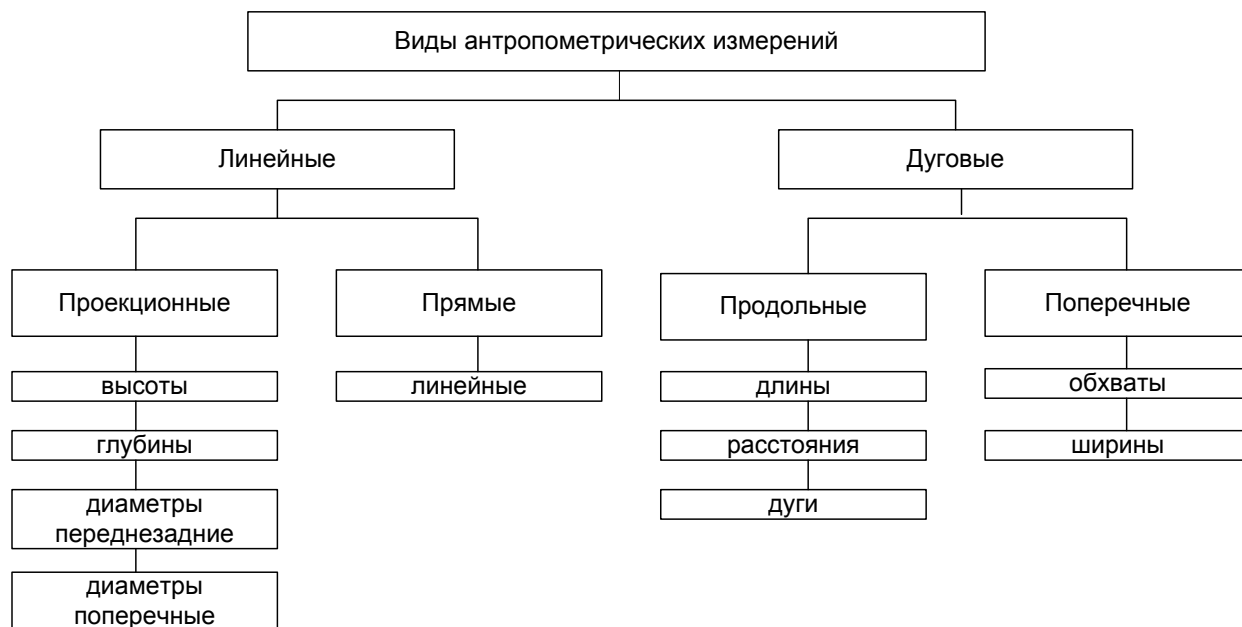 Виды антропометрических измерений
Линейные
Дуговые
Проекционные
Прямые
Продольные
Поперечные
высоты
линейные
длины
обхваты
глубины
расстояния
ширины
диаметры
переднезадние
дуги
диаметры
поперечные